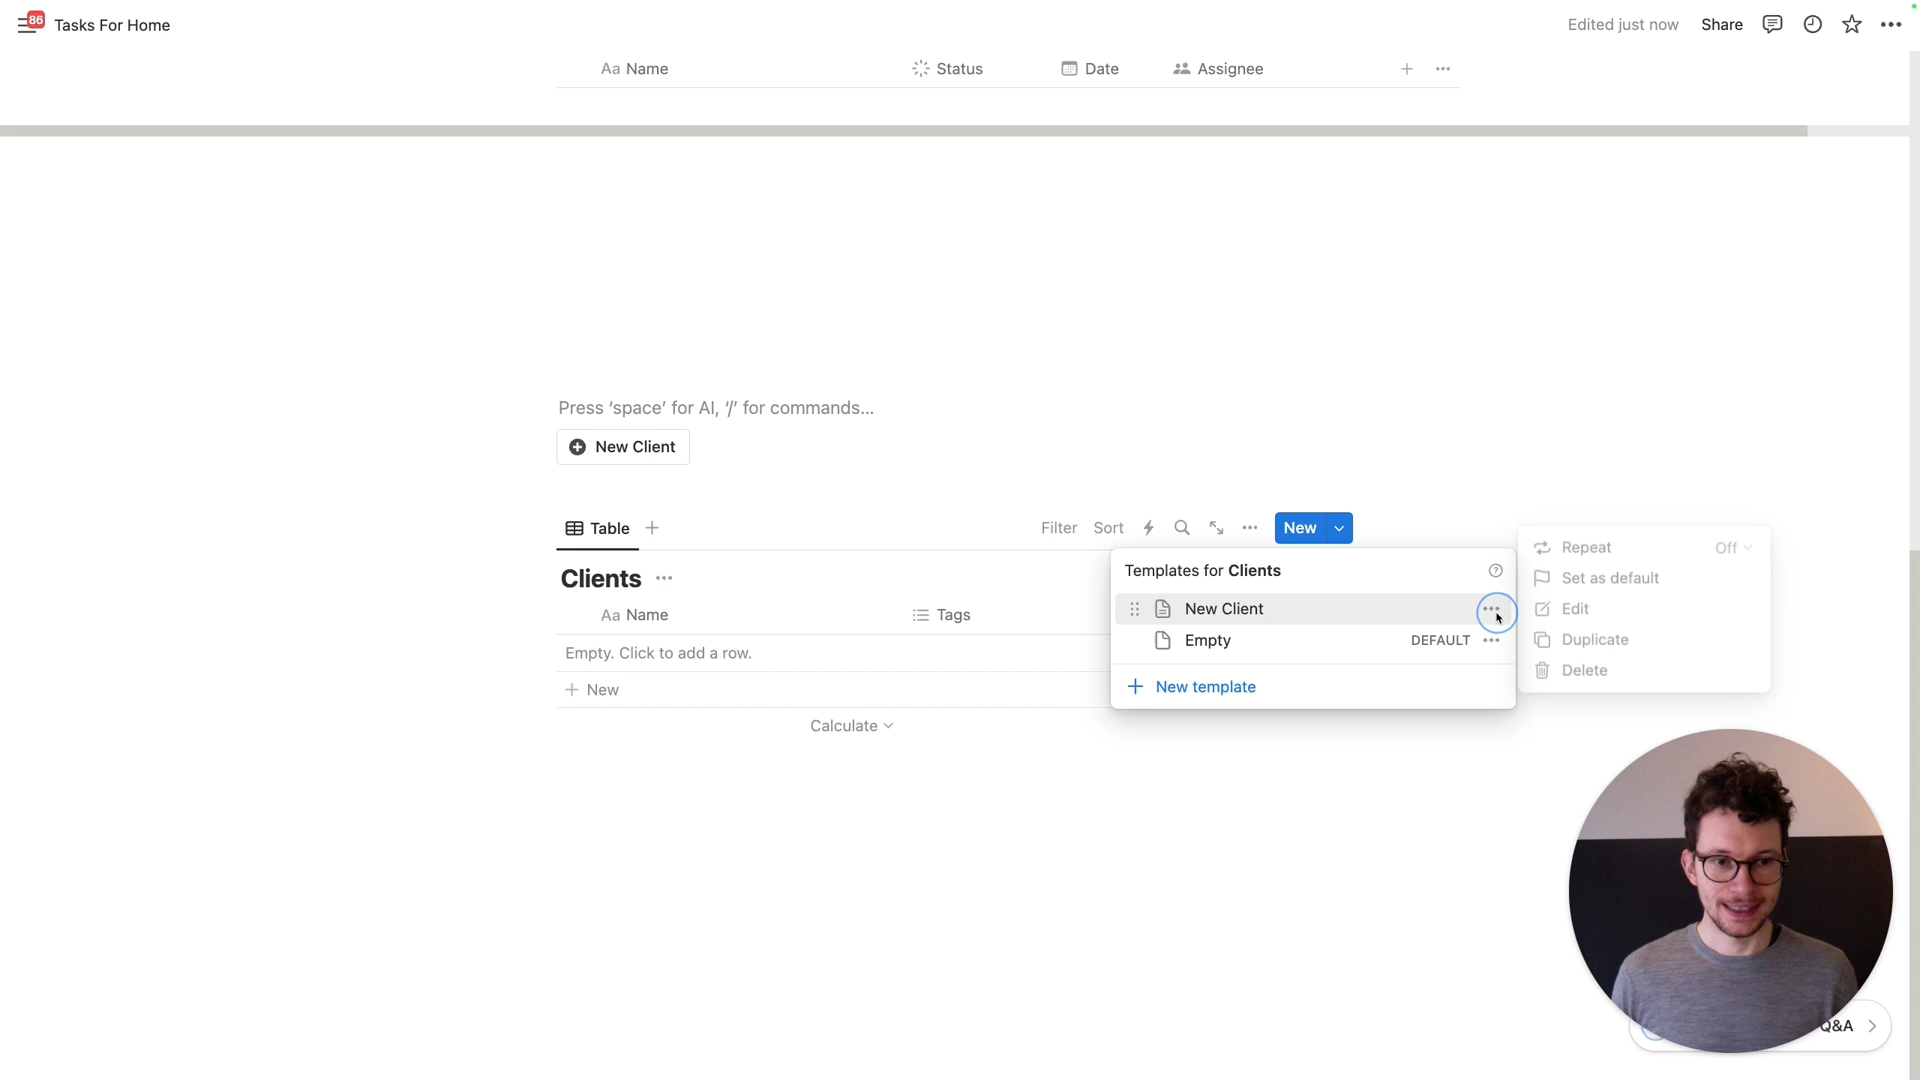 86
Tasks For Home
Edited just now
Share
Aa Name
Status
Date
Assignee
Press ‘space’ for AI, ‘/’ for commands…
New Client
Table
Filter
Sort
New
Clients
Aa Name
Tags
Empty. Click to add a row.
+ New
Calculate
Templates for Clients
New Client
Empty
DEFAULT
+ New template
Repeat
Off
Set as default
Edit
Duplicate
Delete
Q&A